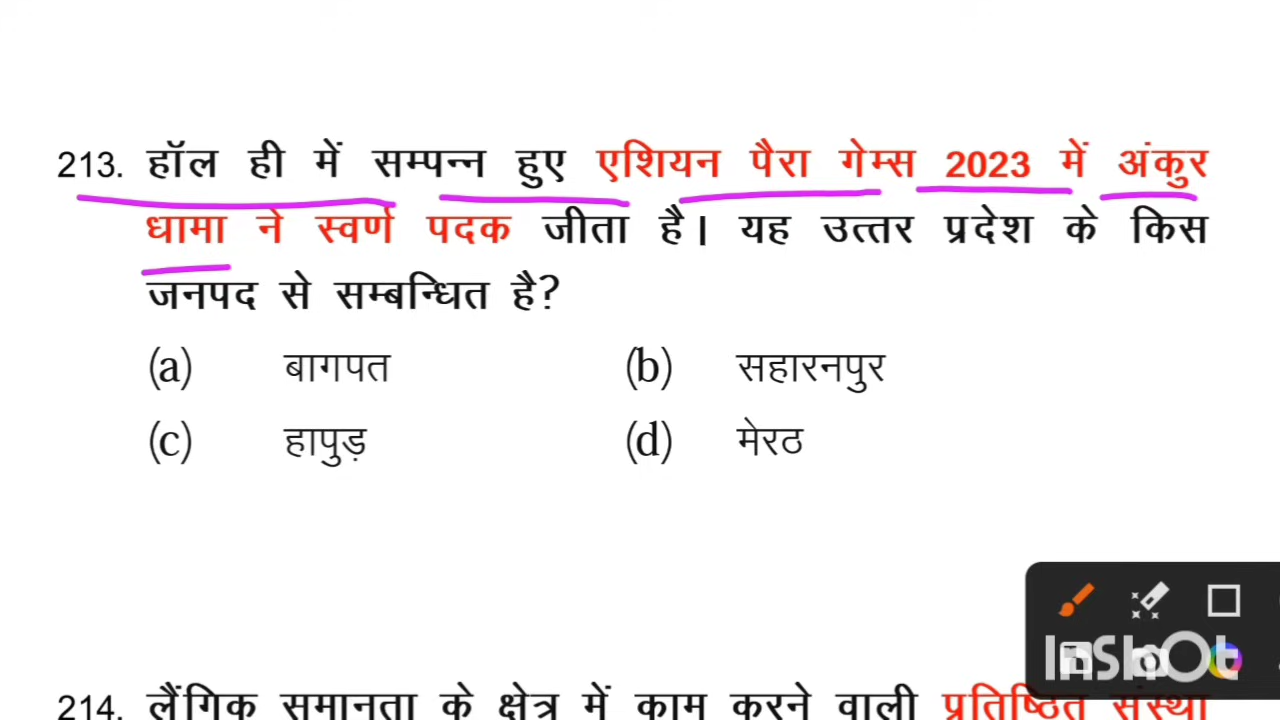 213. हॉल ही में सम्पन्न हुए एशियन पैरा गेम्स 2023 में अंकुर
धामा ने स्वर्ण पदक जीता है। यह उत्तर प्रदेश के किस
जनपद से सम्बन्धित है?
(a) बागपत (b) सहारनपुर
(c) हापुड़ (d) मेरठ
InShOt
214. लैंगिक समानता के क्षेत्र में काम करने वाली प्रतिष्ठित संस्था